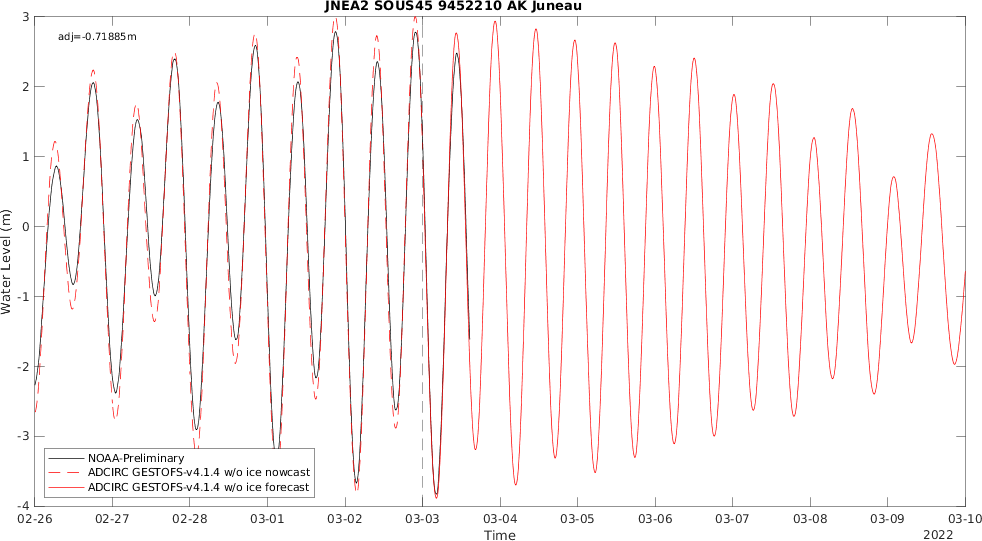 JNEA2 SOUS45 9452210 AK Juneau
adj=-0.71885m
3
2
1
0
-1
-2
-3
-4
Water Level (m)
NOAA-Preliminary
ADCIRC GESTOFS-v4.1.4 w/o ice nowcast
ADCIRC GESTOFS-v4.1.4 w/o ice forecast
02-26 02-27 02-28 03-01 03-02 03-03 03-04 03-05 03-06 03-07 03-08 03-09 03-10
Time
2022